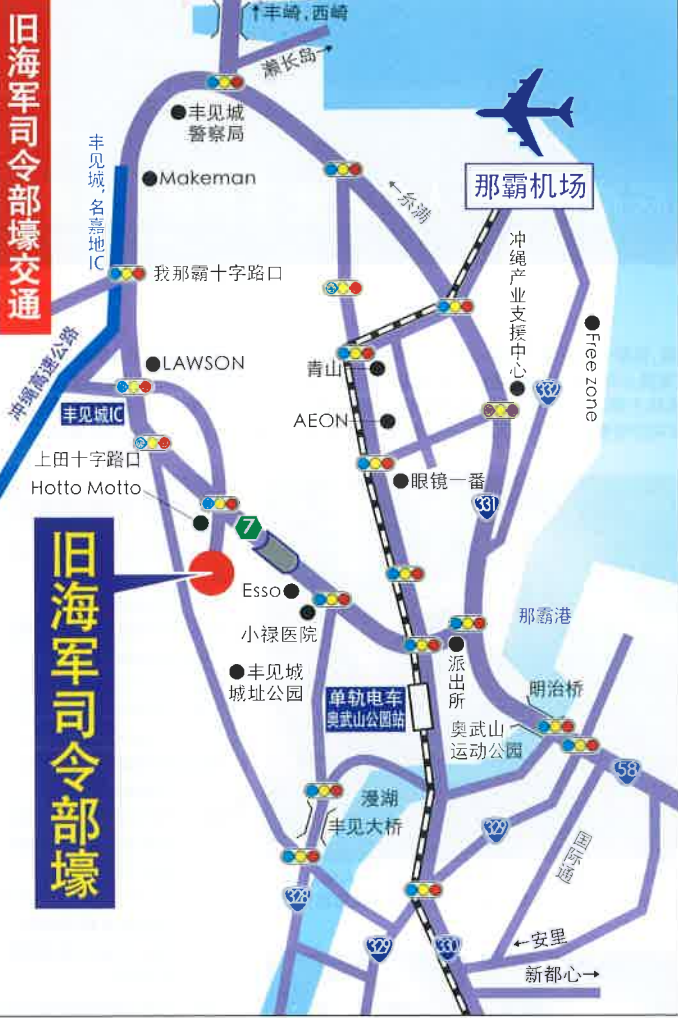 旧海军司令部壕交通
↑丰崎,西崎
濑长岛→
丰见城
警察局
丰见城,名嘉地IC
Makeman
←糸满
那霸机场
我那霸十字路口
冲绳产业支援中心
Free zone
冲绳高速公路
LAWSON
青山
332
丰见城IC
AEON
上田十字路口
眼镜一番
Hotto Motto
331
7
旧海军司令部壕
Esso
小禄医院
那霸港
派出所
丰见城
城址公园
单轨电车
奥武山公園站
明治桥
奥武山
运动公园
58
漫湖
丰见大桥
329
国际通
328
329
330
←安里
新都心→